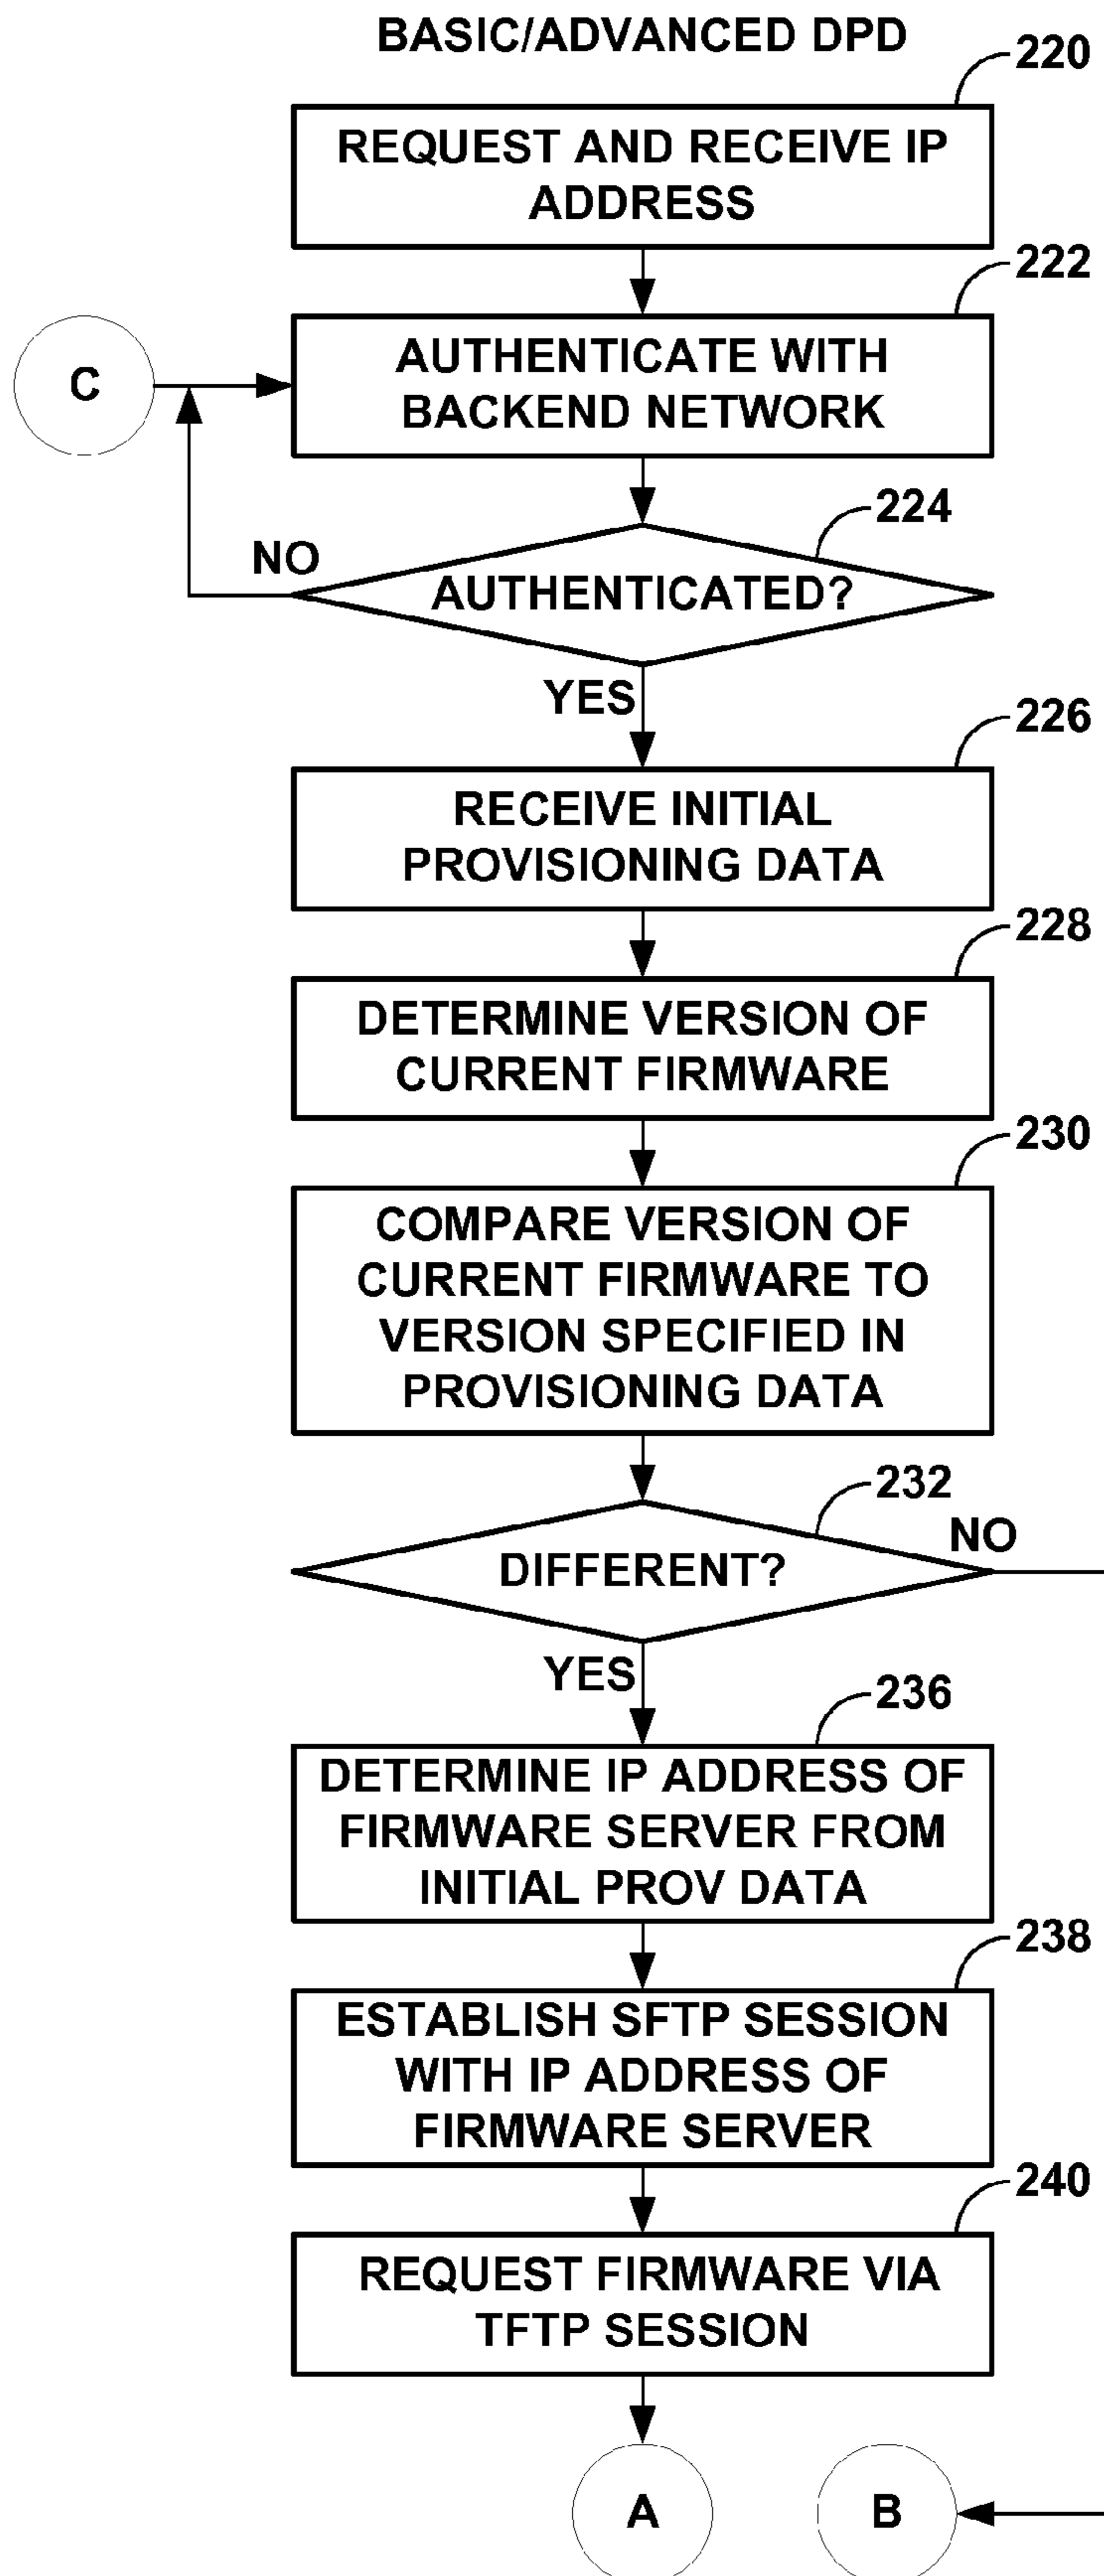 BASIC/ADVANCED DPD
220
REQUEST AND RECEIVE IP
ADDRESS
222
C
AUTHENTICATE WITH
BACKEND NETWORK
224
NO
AUTHENTICATED?
YES
226
RECEIVE INITIAL
PROVISIONING DATA
228
DETERMINE VERSION OF
CURRENT FIRMWARE
230
COMPARE VERSION OF
CURRENT FIRMWARE TO
VERSION SPECIFIED IN
PROVISIONING DATA
232
NO
DIFFERENT?
YES
236
DETERMINE IP ADDRESS OF
FIRMWARE SERVER FROM
INITIAL PROV DATA
238
ESTABLISH SFTP SESSION
WITH IP ADDRESS OF
FIRMWARE SERVER
240
REQUEST FIRMWARE VIA
TFTP SESSION
A
B